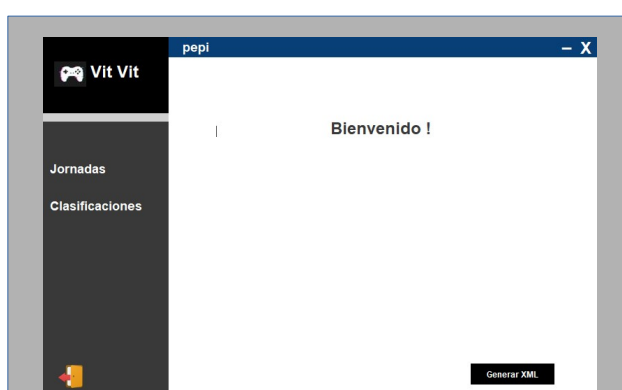 pepi
– X
Vit Vit
Bienvenido !
Jornadas
Clasificaciones
Generar XML